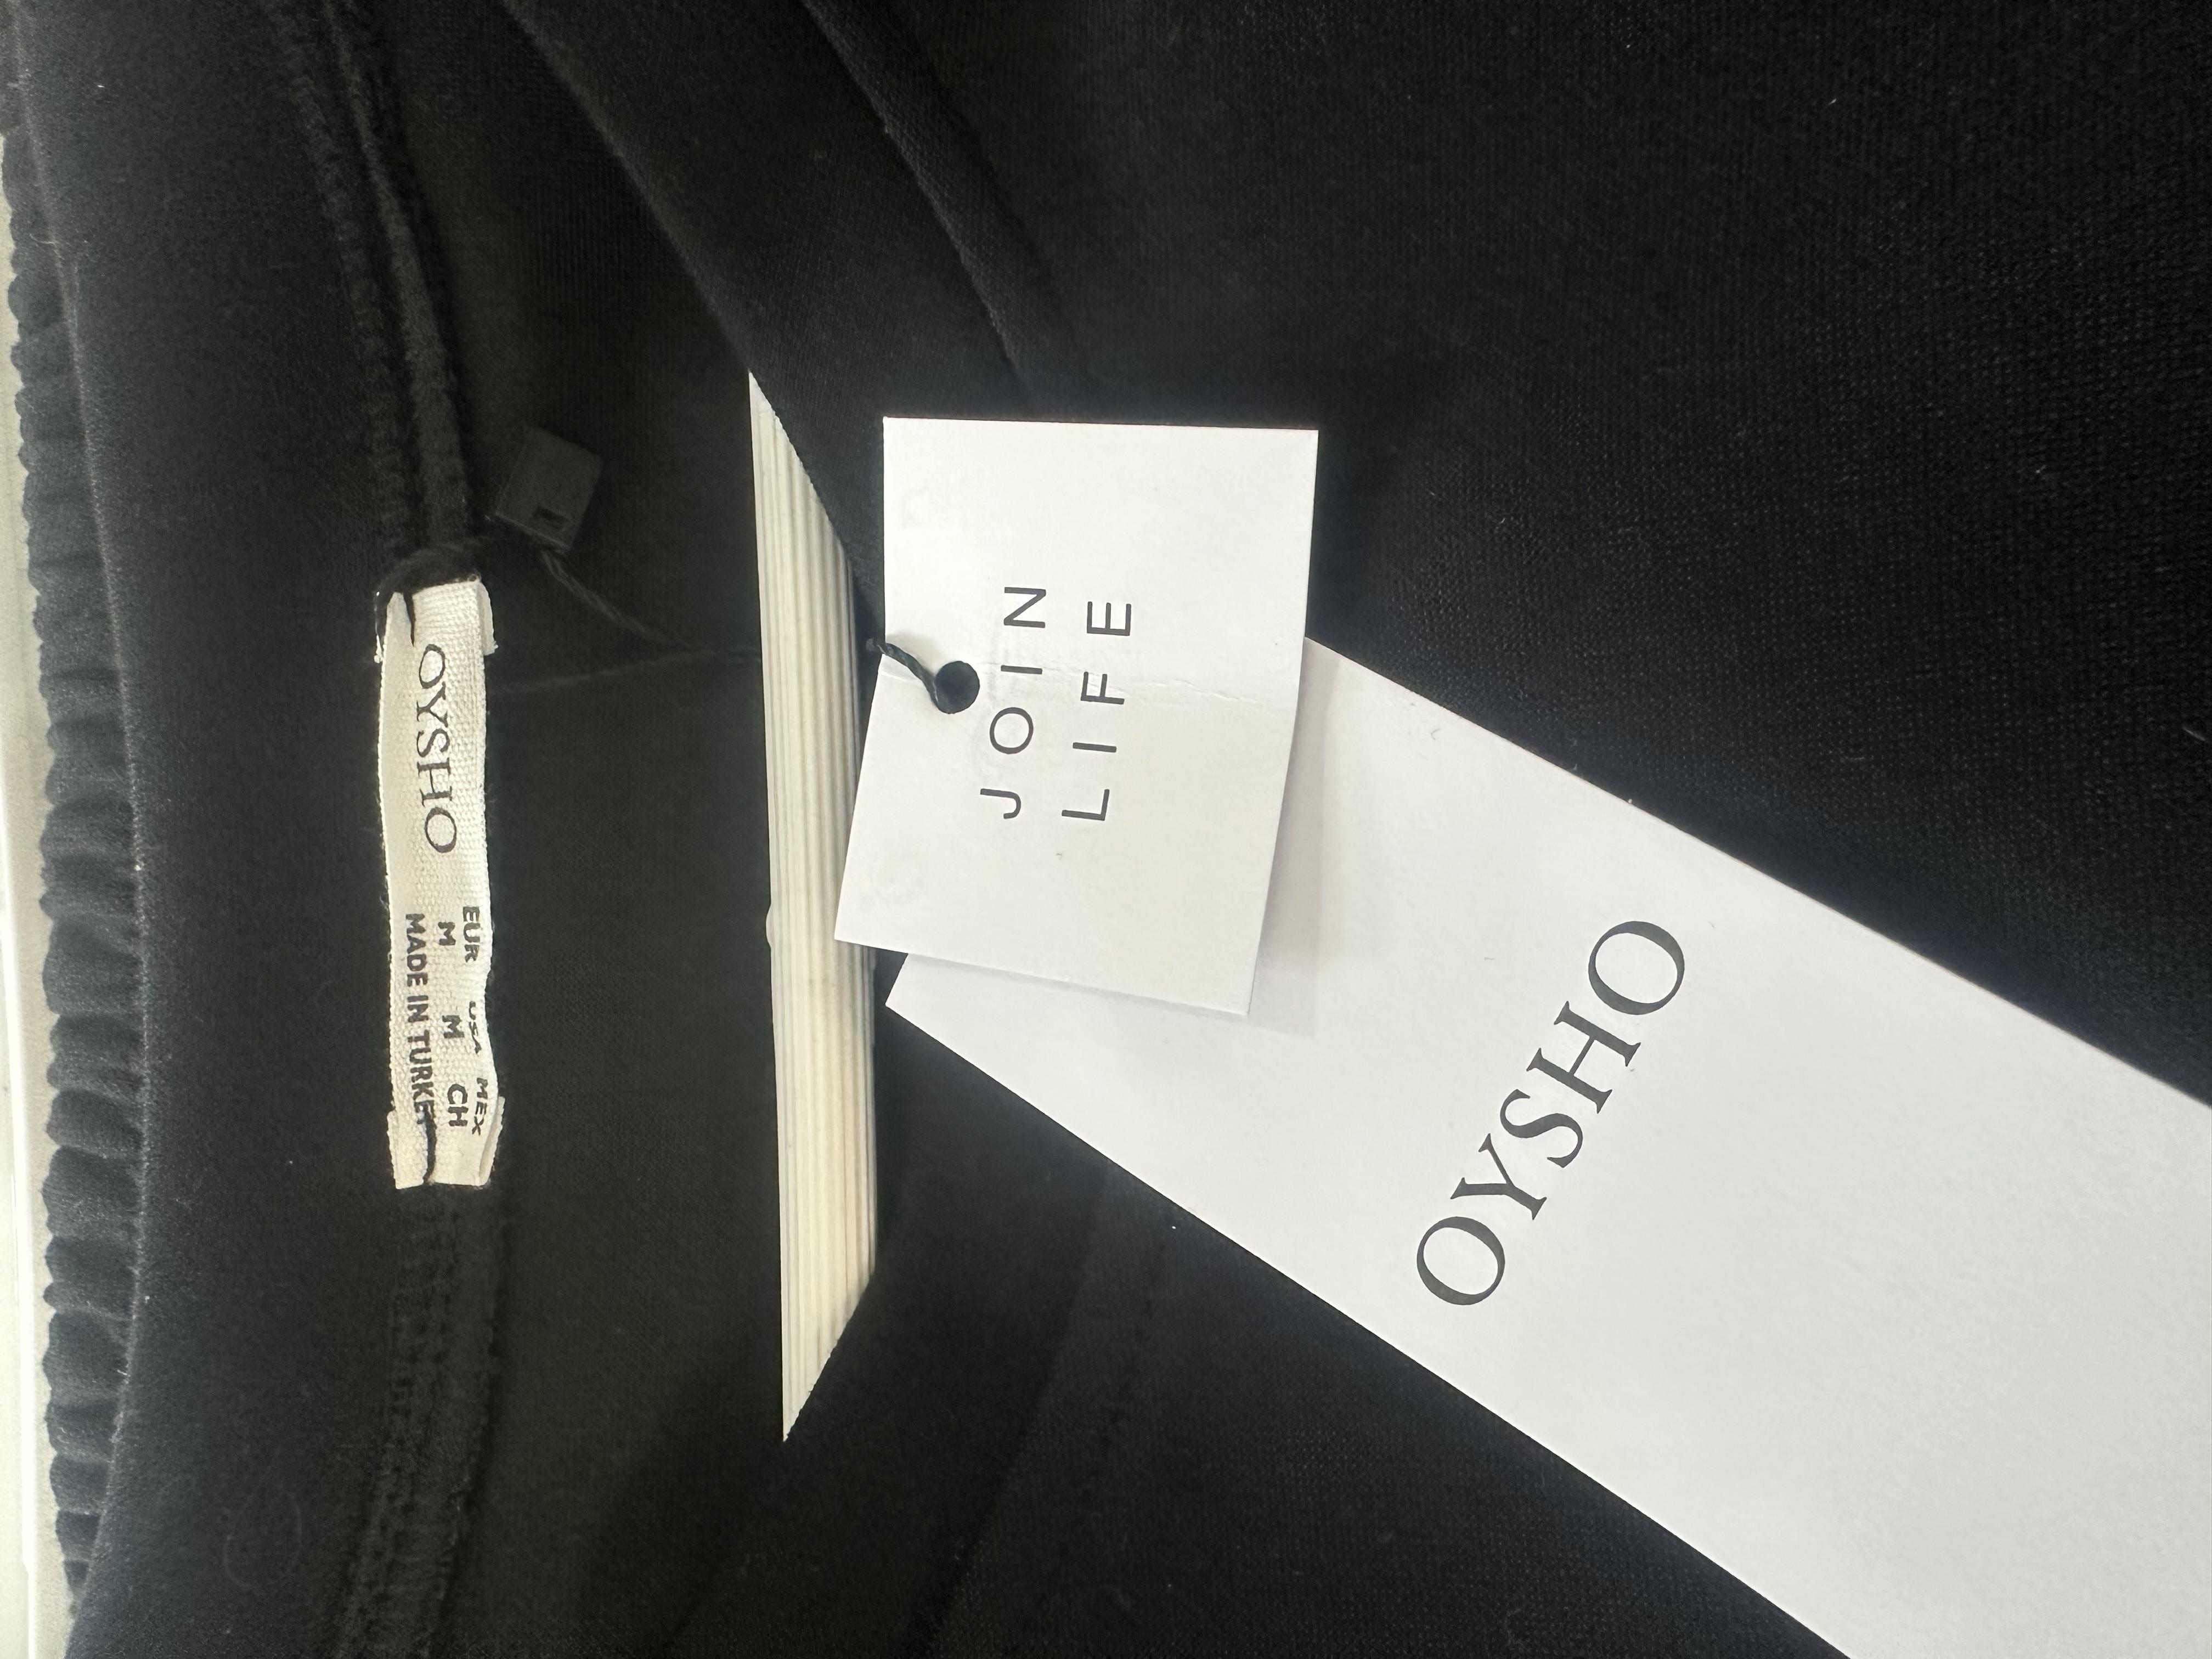 OYSHO
EUR USA MEX
M M CH
MADE IN TURKEY
JOIN
LIFE
OYSHO